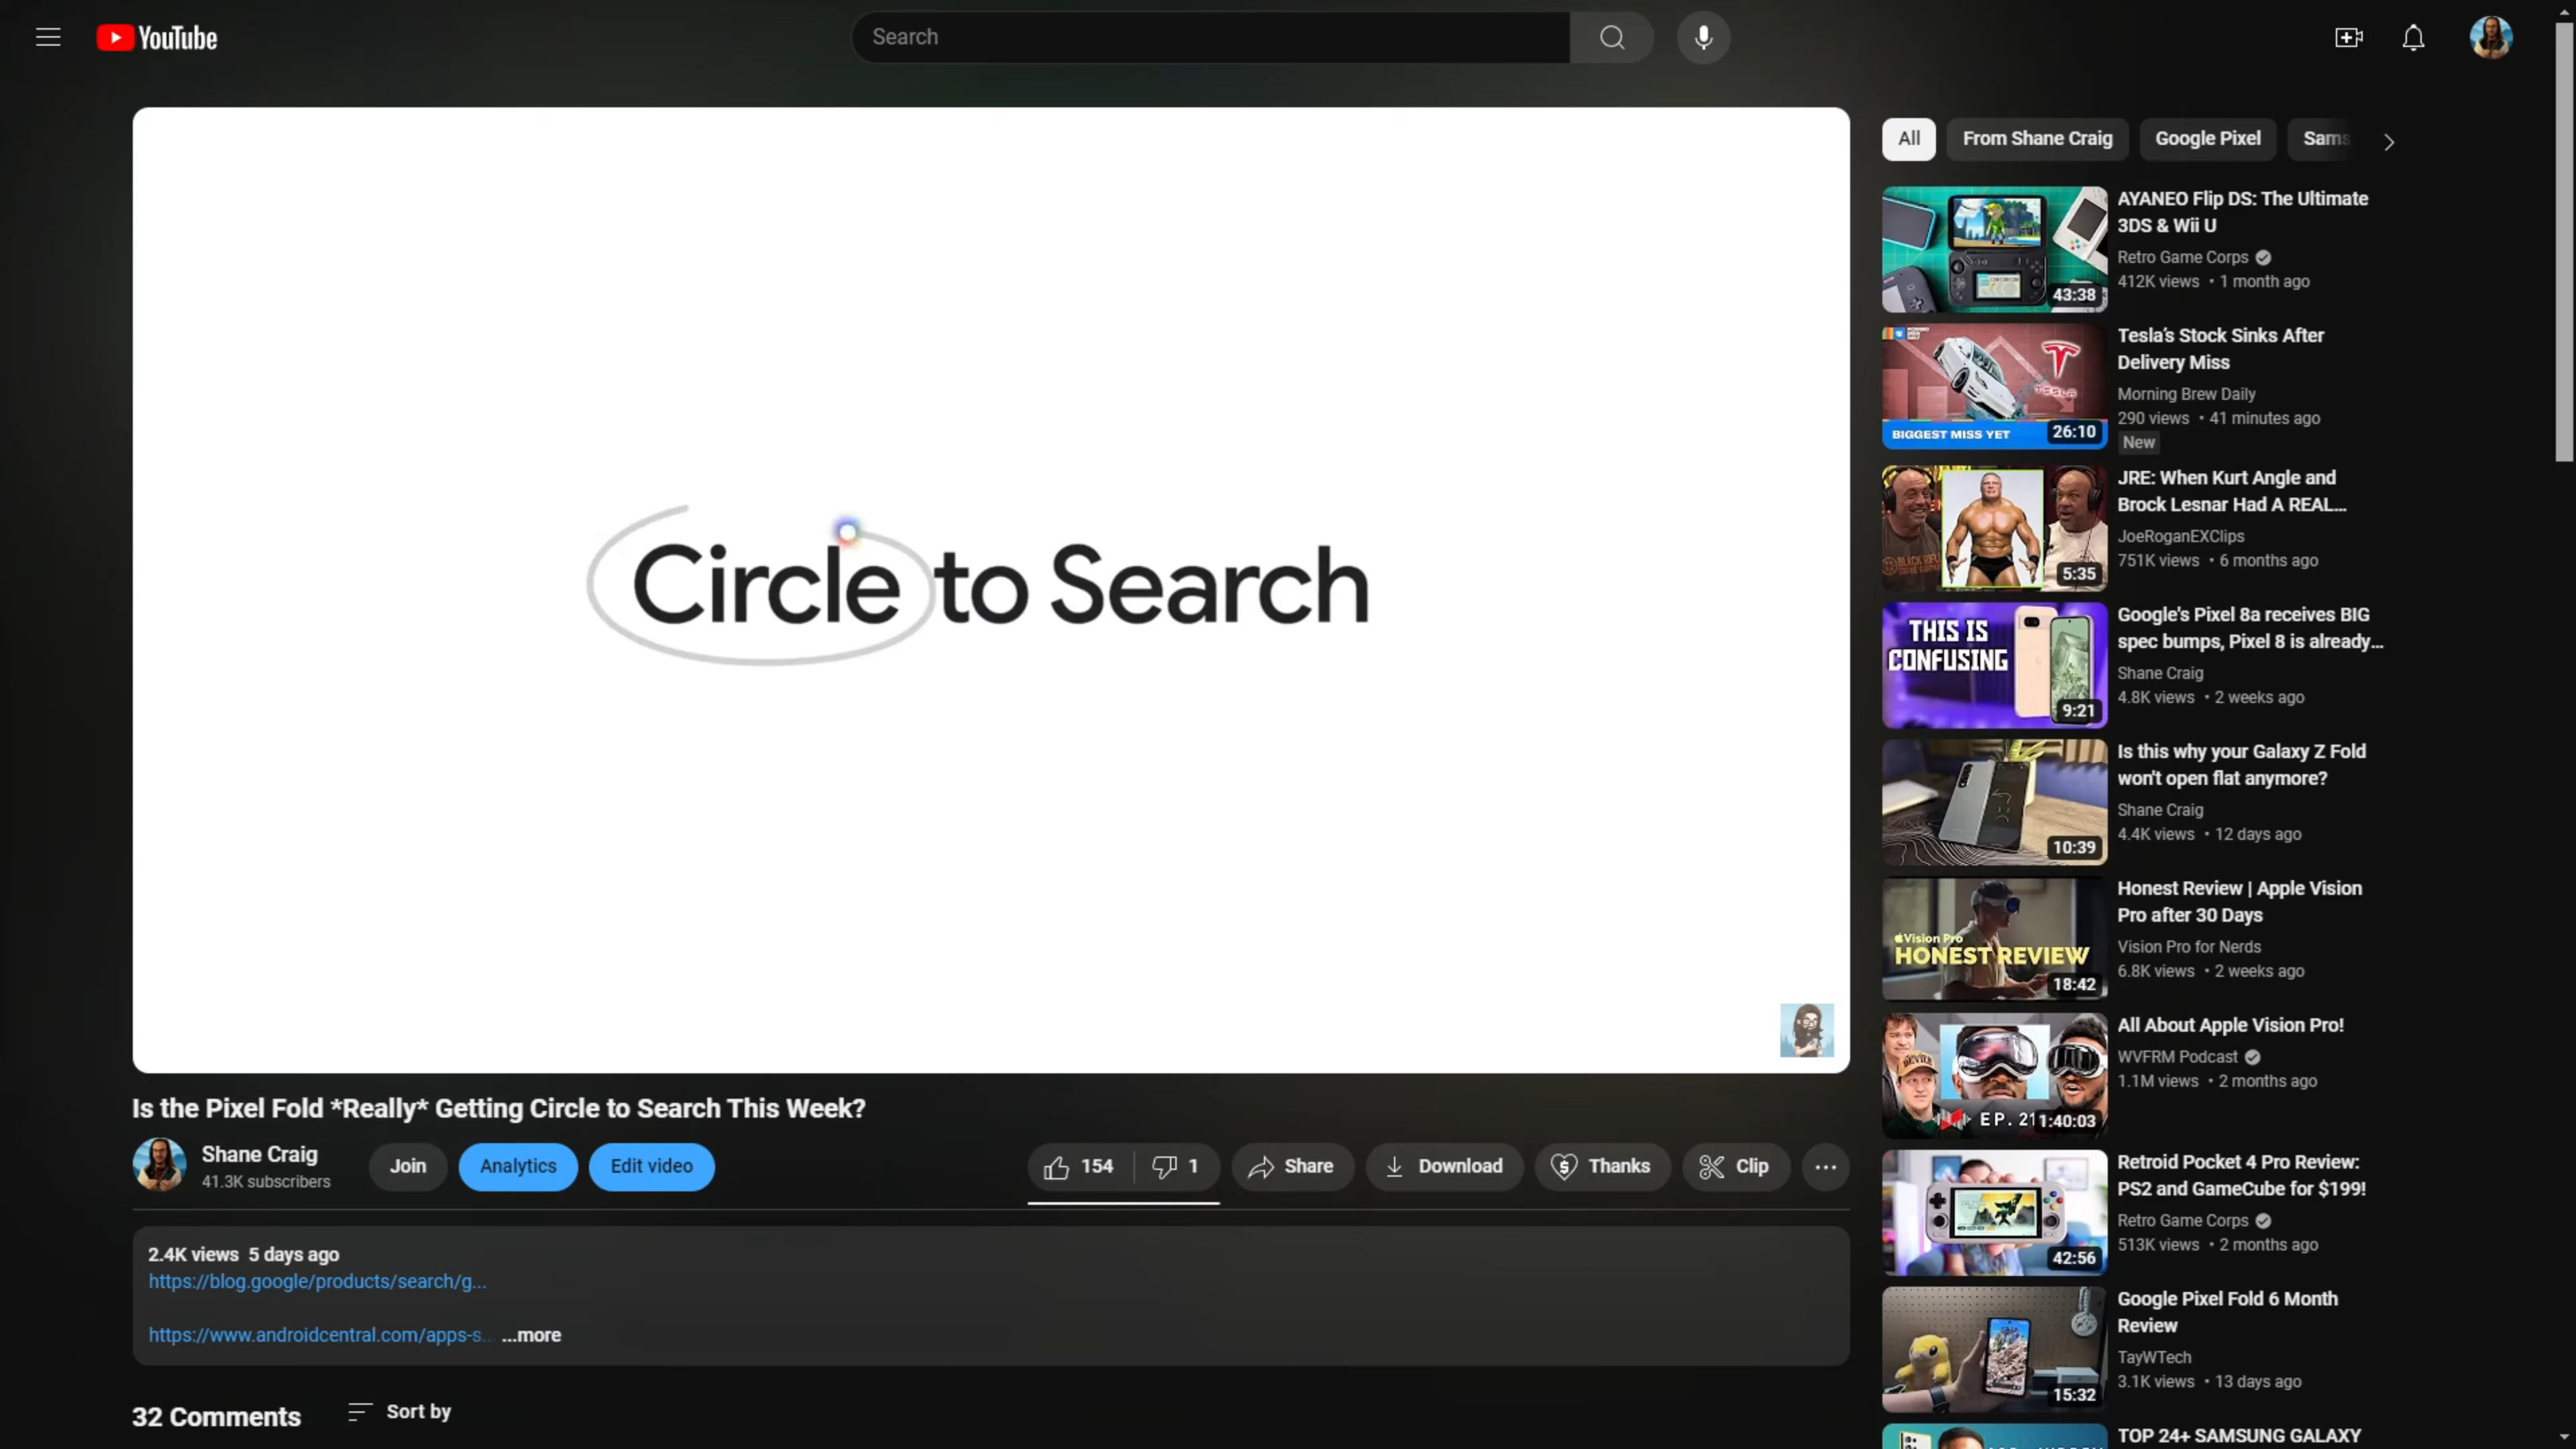 YouTube
Search
Circle to Search
Is the Pixel Fold *Really* Getting Circle to Search This Week?
Shane Craig
41.3K subscribers
Join
Analytics
Edit video
154
1
Share
Download
Thanks
Clip
2.4K views 5 days ago
https://blog.google/products/search/g...
https://www.androidcentral.com/apps-s... ...more
32 Comments
Sort by
All
From Shane Craig
Google Pixel
Sams
43:38
AYANEO Flip DS: The Ultimate
3DS & Wii U
Retro Game Corps
412K views • 1 month ago
TESLA
BIGGEST MISS YET
26:10
Tesla’s Stock Sinks After
Delivery Miss
Morning Brew Daily
290 views • 41 minutes ago
New
5:35
JRE: When Kurt Angle and
Brock Lesnar Had A REAL...
JoeRoganEXClips
751K views • 6 months ago
THIS IS
CONFUSING
9:21
Google's Pixel 8a receives BIG
spec bumps, Pixel 8 is already...
Shane Craig
4.8K views • 2 weeks ago
10:39
Is this why your Galaxy Z Fold
won't open flat anymore?
Shane Craig
4.4K views • 12 days ago
Vision Pro
HONEST REVIEW
18:42
Honest Review | Apple Vision
Pro after 30 Days
Vision Pro for Nerds
6.8K views • 2 weeks ago
EP. 21
1:40:03
All About Apple Vision Pro!
WVFRM Podcast
1.1M views • 2 months ago
42:56
Retroid Pocket 4 Pro Review:
PS2 and GameCube for $199!
Retro Game Corps
513K views • 2 months ago
15:32
Google Pixel Fold 6 Month
Review
TayWTech
3.1K views • 13 days ago
TOP 24+ SAMSUNG GALAXY